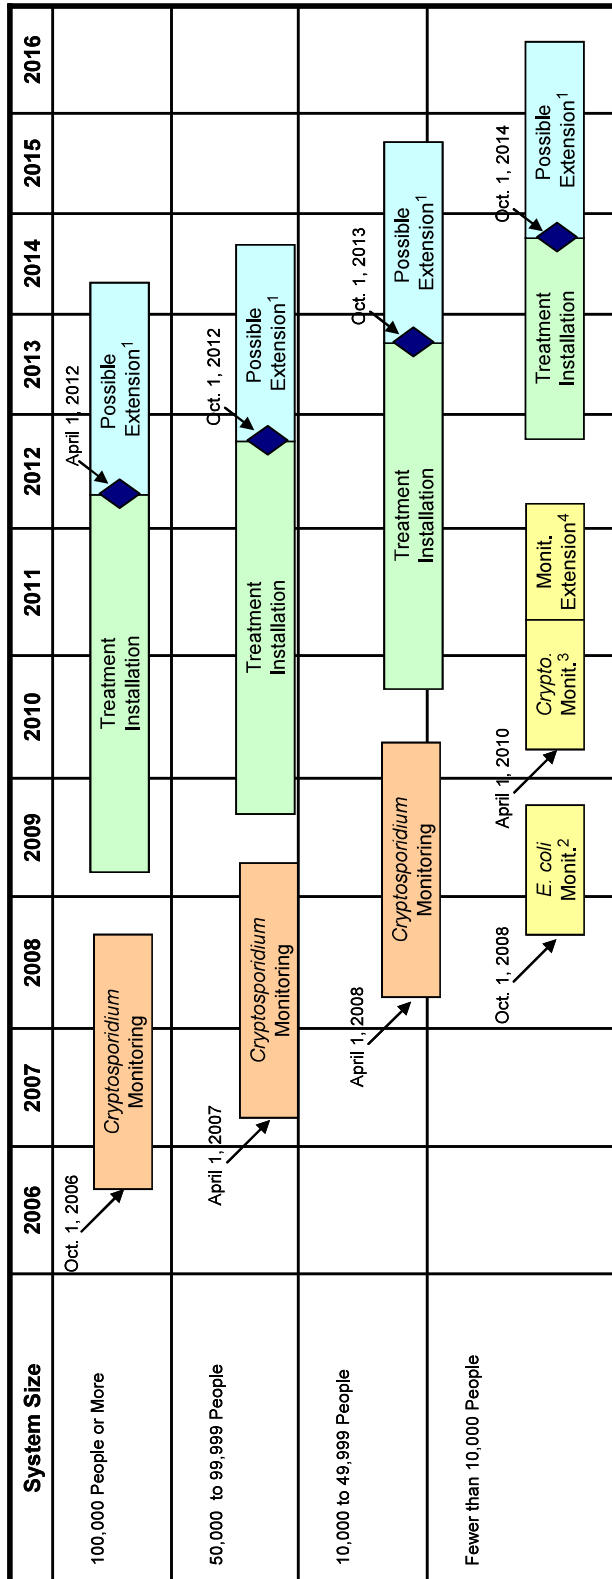 System Size
2006
2007
2008
2009
2010
2011
2012
2013
2014
2015
2016
100,000 People or More
Oct. 1, 2006
Cryptosporidium
Monitoring
Treatment
Installation
April 1, 2012
Possible
Extension1
50,000 to 99,999 People
April 1, 2007
Cryptosporidium
Monitoring
Treatment
Installation
Oct. 1, 2012
Possible
Extension1
10,000 to 49,999 People
April 1, 2008
Cryptosporidium
Monitoring
Treatment
Installation
Oct. 1, 2013
Possible
Extension1
Fewer than 10,000 People
Oct. 1, 2008
E. coli
Monit.2
April 1, 2010
Crypto.
Monit.3
Monit.
Extension4
Treatment
Installation
Oct. 1, 2014
Possible
Extension1